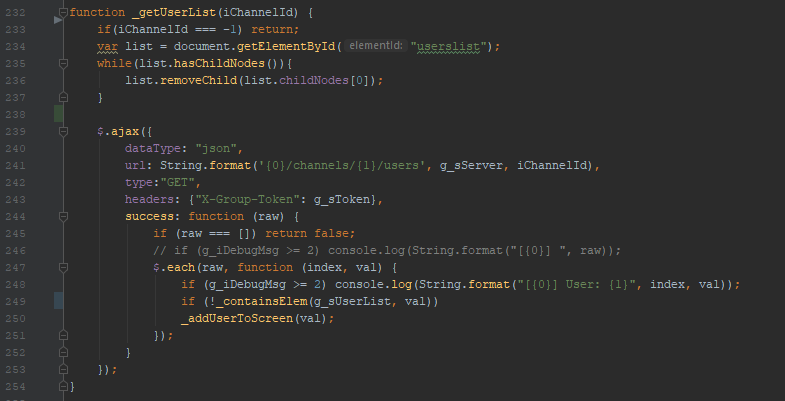 232 function _getUserList(iChannelId) {
233 if(iChannelId === -1) return;
234 var list = document.getElementById( elementid: "userslist");
235 while(list.hasChildNodes()){
236 list.removeChild(list.childNodes[0]);
237 }
238
239 $.ajax({
240 dataType: "json",
241 url: String.format('{0}/channels/{1}/users', g_sServer, iChannelId),
242 type:"GET",
243 headers: {"X-Group-Token": g_sToken},
244 success: function (raw) {
245 if (raw === []) return false;
246 // if (g_iDebugMsg >= 2) console.log(String.format("[{0}] ", raw));
247 $.each(raw, function (index, val) {
248 if (g_iDebugMsg >= 2) console.log(String.format("[{0}] User: {1}", index, val));
249 if (!_containsElem(g_sUserList, val))
250 _addUserToScreen(val);
251 });
252 }
253 });
254 }